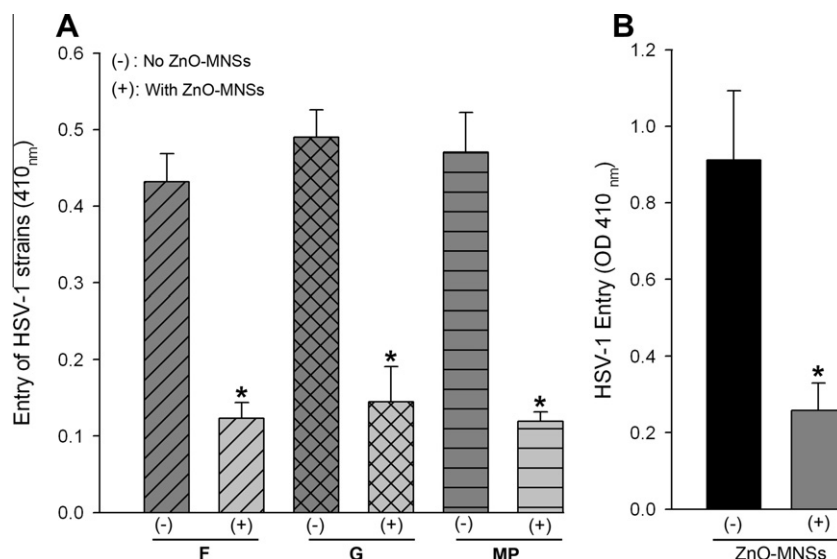 A
Entry of HSV-1 strains (410nm)
0.6
0.5
0.4
0.3
0.2
0.1
0.0
(-) : No ZnO-MNSs
(+): With ZnO-MNSs
*
*
*
(-) (+) (-) (+) (-) (+)
F G MP
B
HSV-1 Entry (OD 410 nm)
1.2
1.0
0.8
0.6
0.4
0.2
0.0
*
(-) (+)
ZnO-MNSs